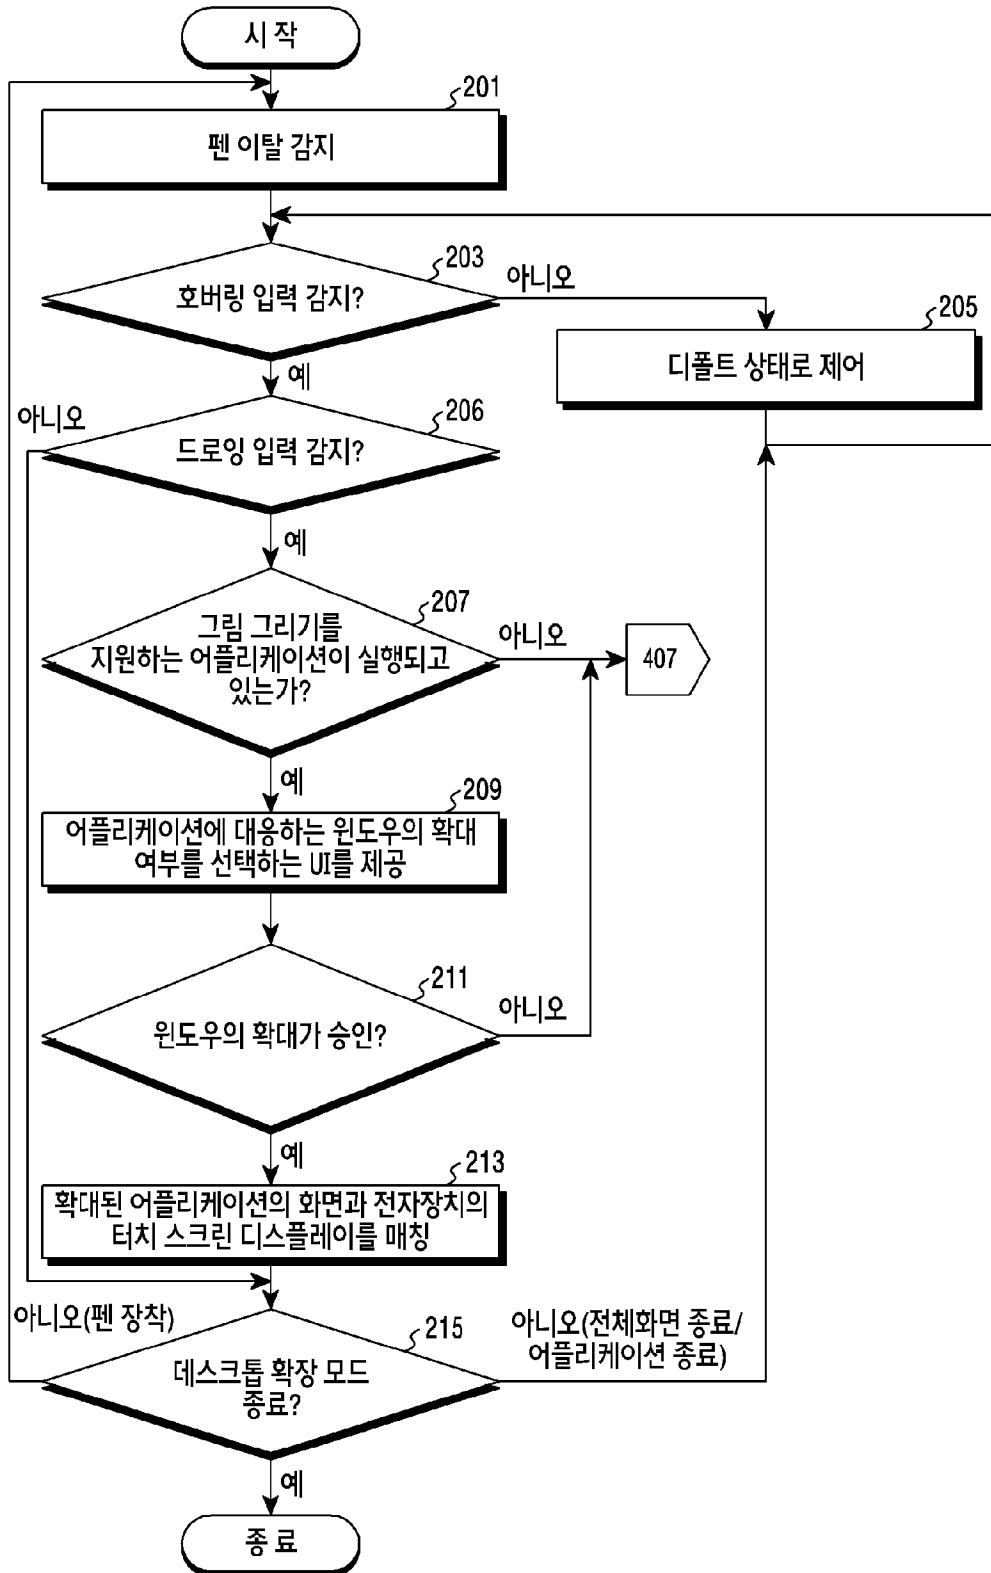 시 작
201
펜 이탈 감지
203
호버링 입력 감지?
아니오
205
디폴트 상태로 제어
예
아니오
206
드로잉 입력 감지?
예
207
그림 그리기를
지원하는 어플리케이션이 실행되고
있는가?
아니오
407
예
209
어플리케이션에 대응하는 윈도우의 확대
여부를 선택하는 UI를 제공
211
윈도우의 확대가 승인?
아니오
예
213
확대된 어플리케이션의 화면과 전자장치의
터치 스크린 디스플레이를 매칭
아니오(펜 장착)
215
데스크톱 확장 모드
종료?
아니오(전체화면 종료/
어플리케이션 종료)
예
종 료